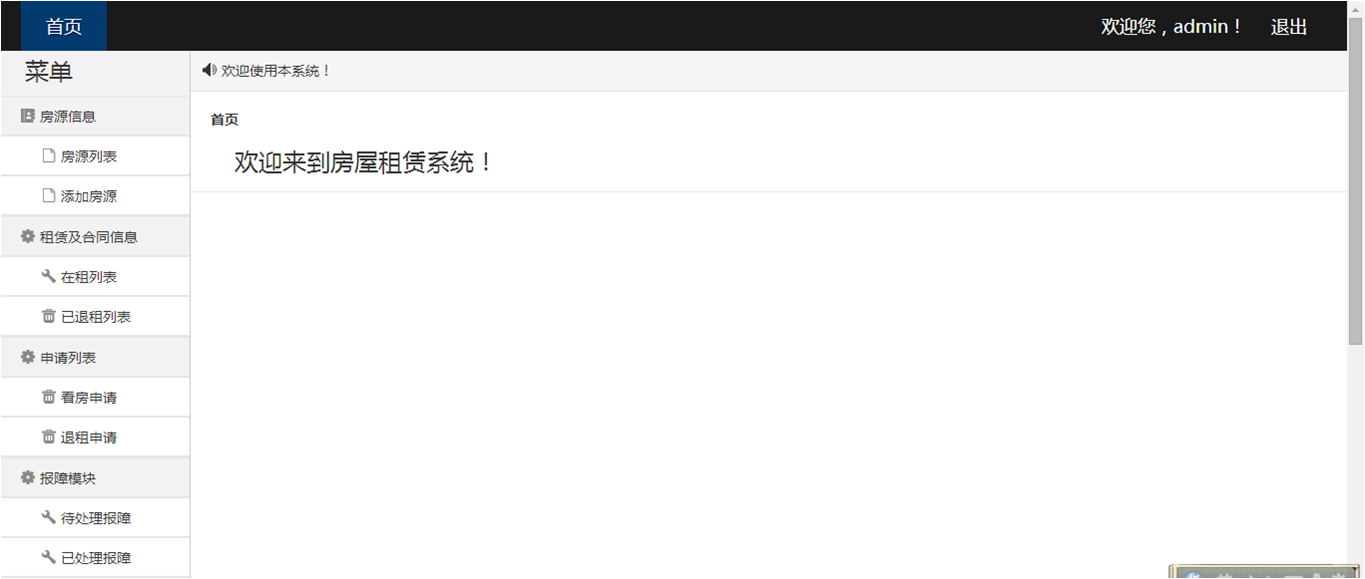 首页
欢迎您，admin！ 退出
菜单
欢迎使用本系统！
房源信息
首页
欢迎来到房屋租赁系统！
房源列表
添加房源
租赁及合同信息
在租列表
已退租列表
申请列表
看房申请
退租申请
报障模块
待处理报障
已处理报障